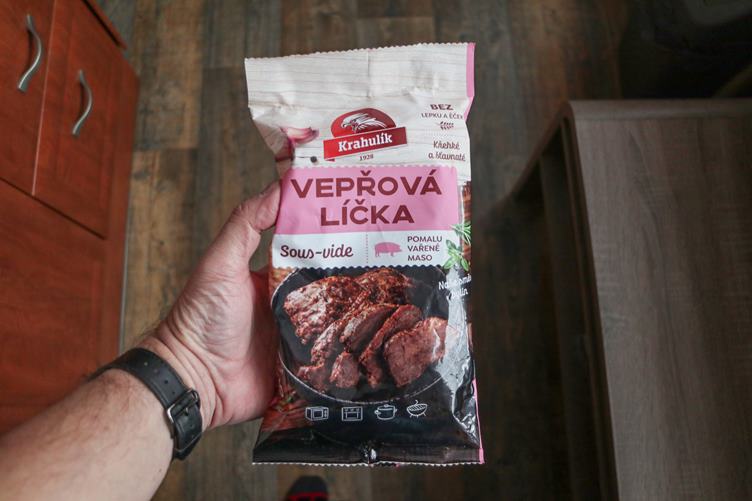 BEZ
LEPKU A ÉČEK
Krahulík
1928
Křehké
a šťavnaté
VEPŘOVÁ
LÍČKA
Sous-vide
POMALU
VAŘENÉ
MASO